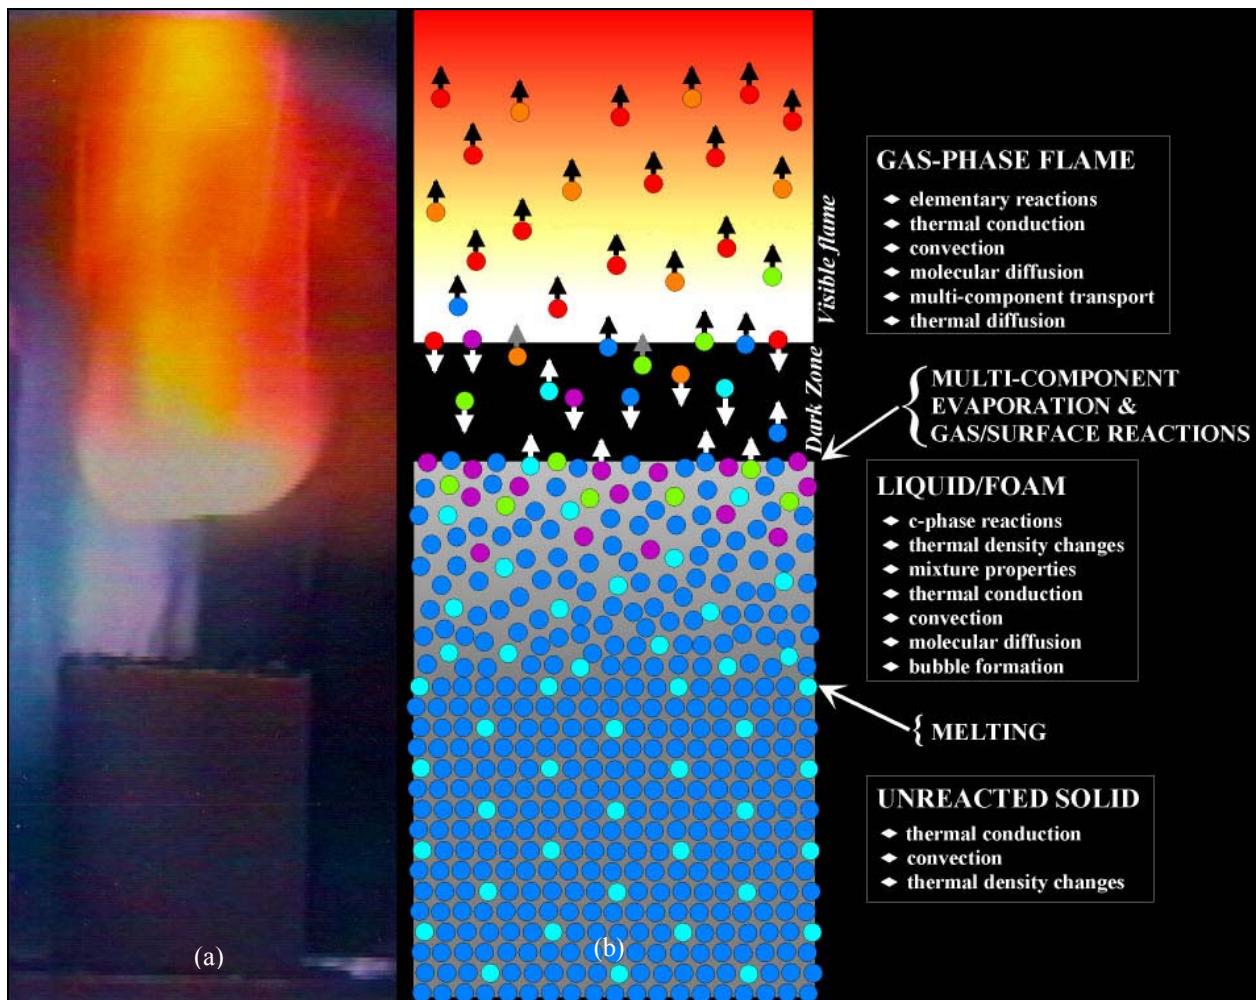 GAS-PHASE FLAME
elementary reactions
thermal conduction
convection
molecular diffusion
multi-component transport
thermal diffusion
Visible flame
Dark Zone
MULTI-COMPONENT
EVAPORATION &
GAS/SURFACE REACTIONS
LIQUID/FOAM
c-phase reactions
thermal density changes
mixture properties
thermal conduction
convection
molecular diffusion
bubble formation
MELTING
UNREACTED SOLID
thermal conduction
convection
thermal density changes
(a)
(b)